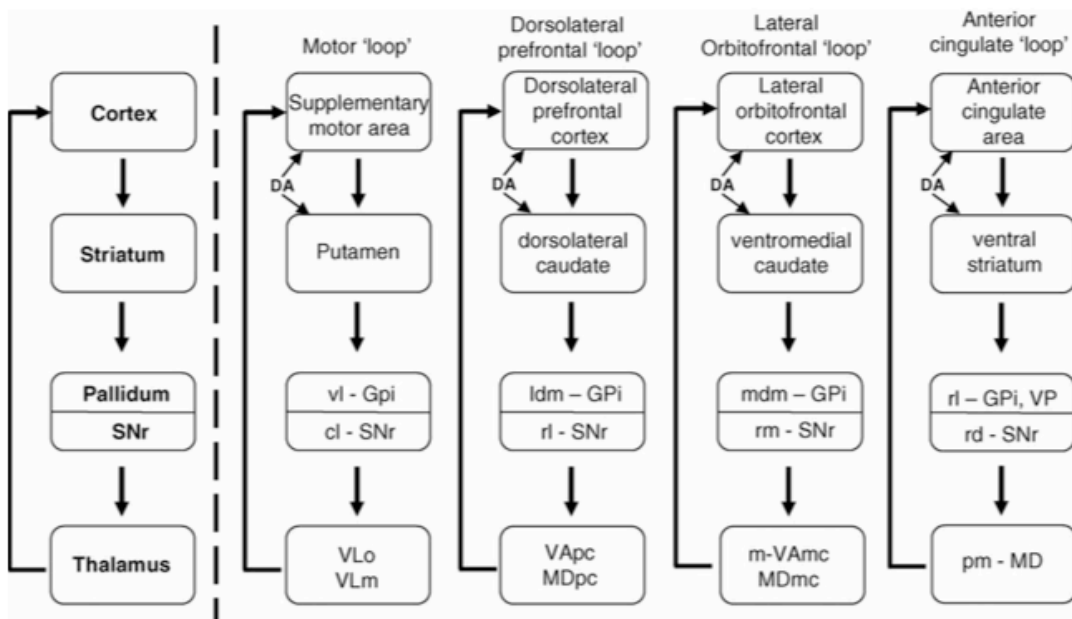 Motor 'loop'
Dorsolateral
prefrontal 'loop'
Lateral
Orbitofrontal 'loop'
Anterior
cingulate 'loop'
Cortex
Supplementary
motor area
Dorsolateral
prefrontal
cortex
Lateral
orbitofrontal
cortex
Anterior
cingulate
area
DA
DA
DA
DA
Striatum
Putamen
dorsolateral
caudate
ventromedial
caudate
ventral
striatum
Pallidum
SNr
vl - Gpi
cl - SNr
ldm – GPi
rl - SNr
mdm – GPi
rm - SNr
rl – GPi, VP
rd - SNr
Thalamus
VLo
VLm
VApc
MDpc
m-VAmc
MDmc
pm - MD